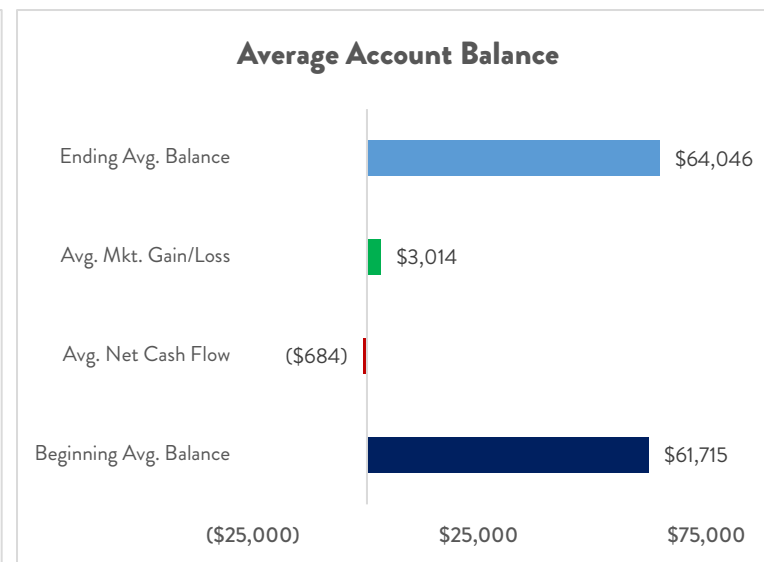 Average Account Balance
Ending Avg. Balance $64,046
Avg. Mkt. Gain/Loss $3,014
Avg. Net Cash Flow ($684)
Beginning Avg. Balance $61,715
($25,000) $25,000 $75,000